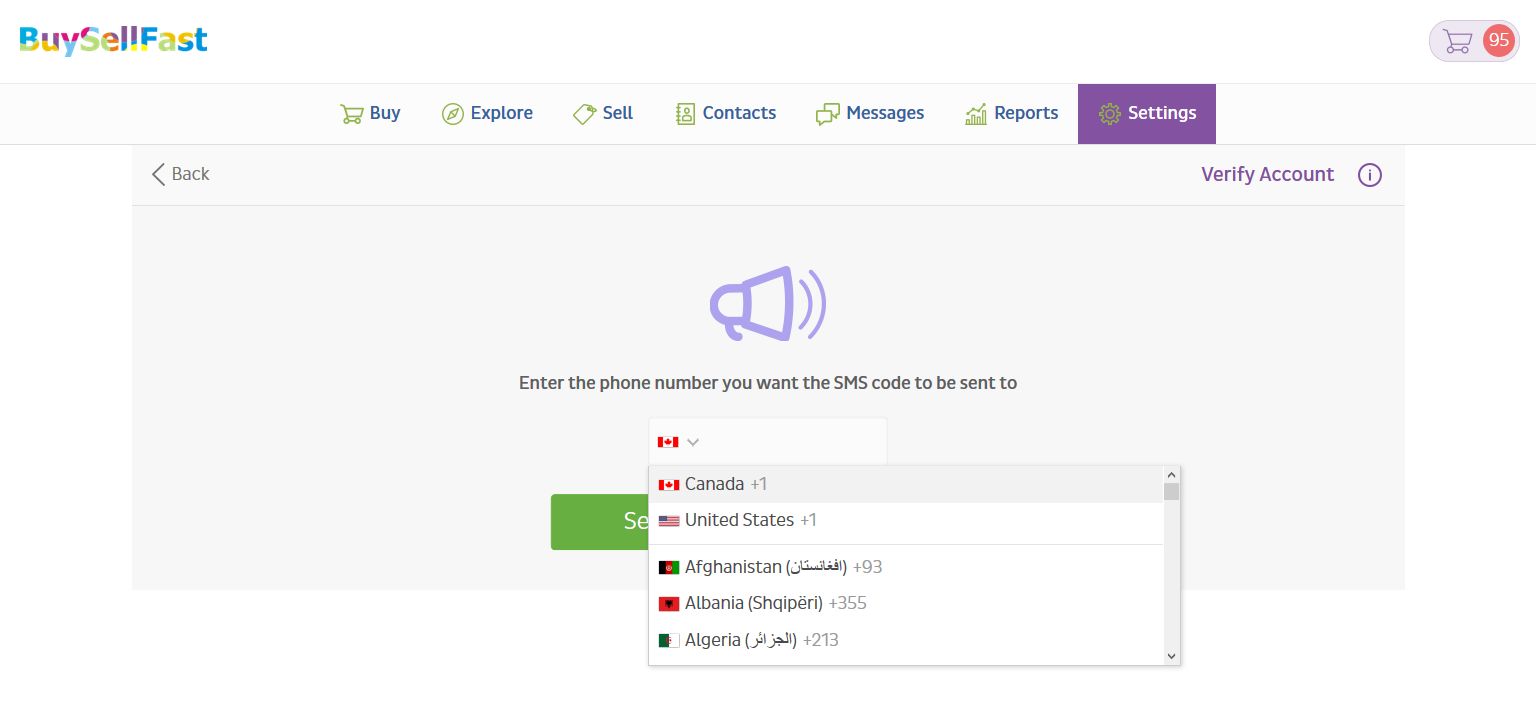 BuySellFast
95
Buy
Explore
Sell
Contacts
Messages
Reports
Settings
Back
Verify Account
Enter the phone number you want the SMS code to be sent to
Canada +1
Se
United States +1
Afghanistan (‫افغانستان‬‎) +93
Albania (Shqipëri) +355
Algeria (‫الجزائر‬‎) +213